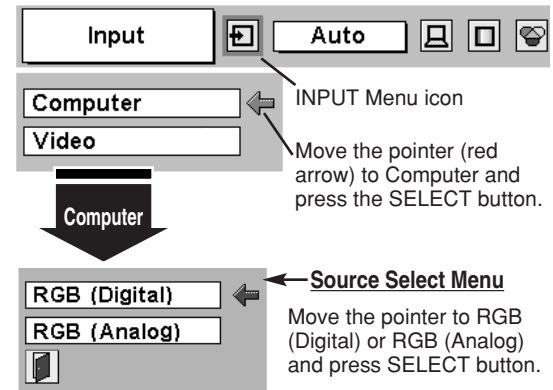 Input
Auto
INPUT Menu icon
Computer
Video
Move the pointer (red
arrow) to Computer and
press the SELECT button.
Computer
Source Select Menu
RGB (Digital)
RGB (Analog)
Move the pointer to RGB
(Digital) or RGB (Analog)
and press SELECT button.